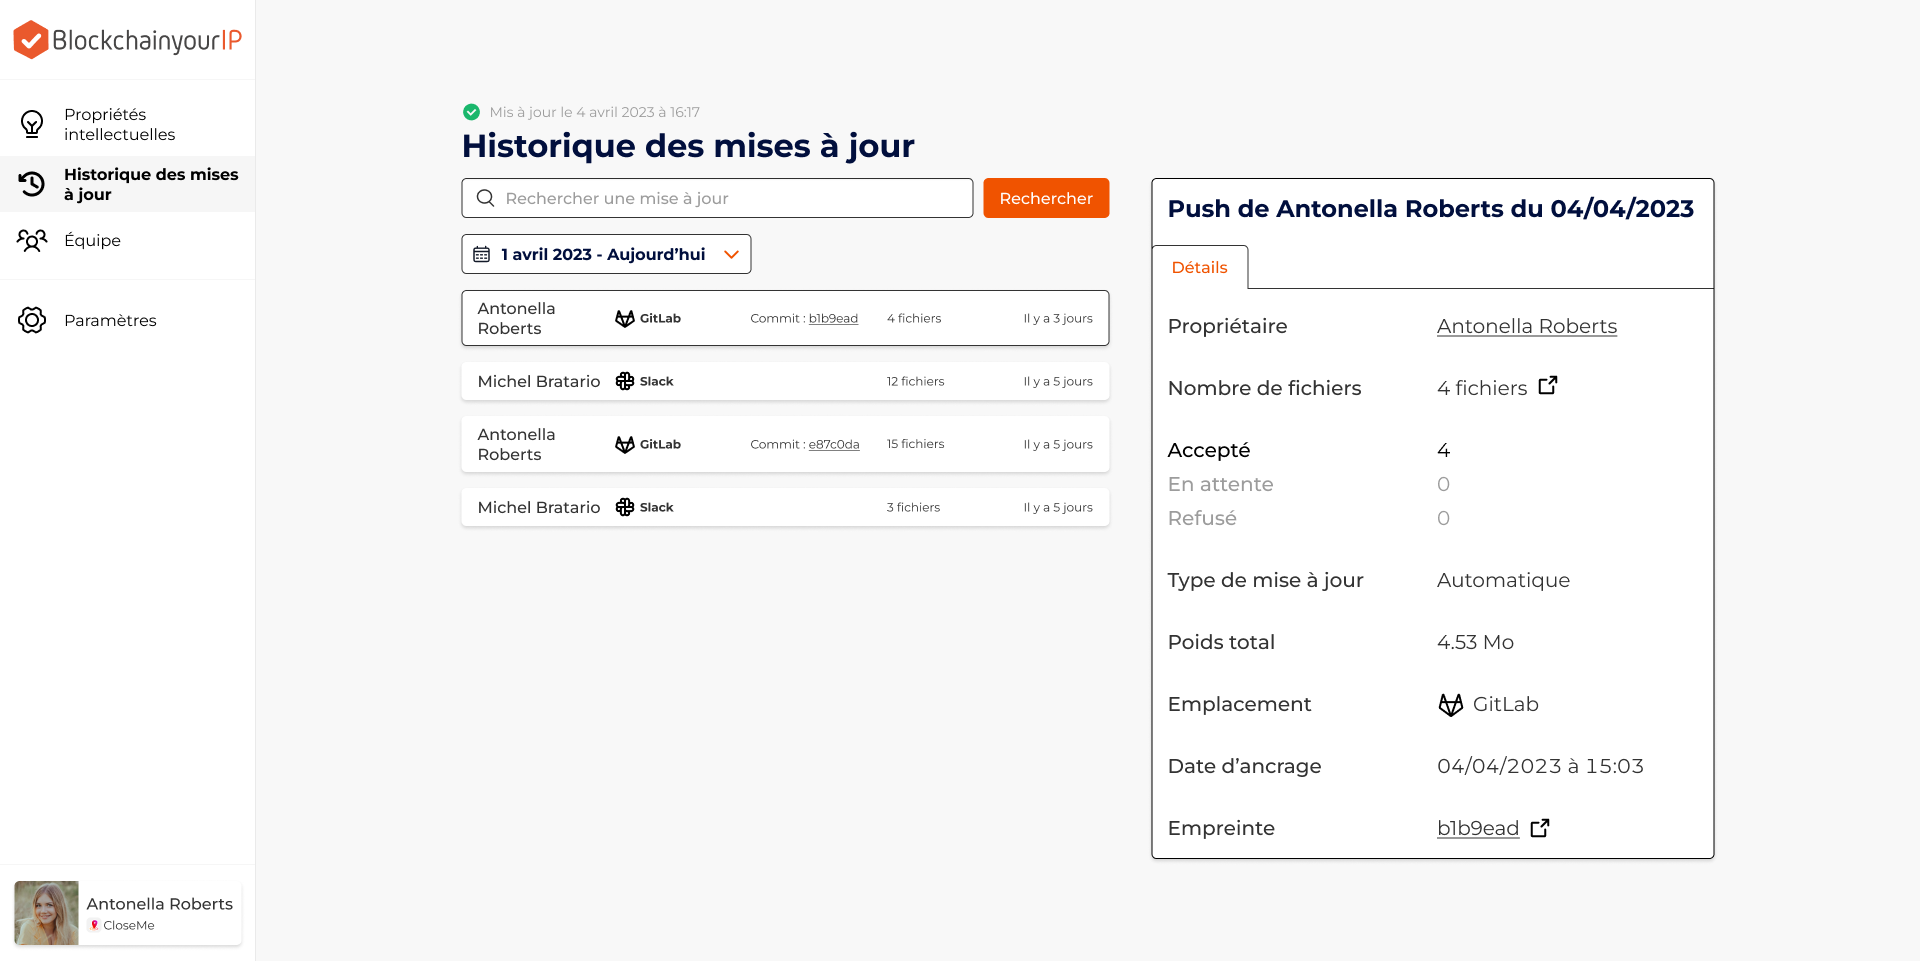 BlockchainyourIP
Propriétés
intellectuelles
Historique des mises
à jour
Équipe
Paramètres
Antonella Roberts
CloseMe
Mis à jour le 4 avril 2023 à 16:17
Historique des mises à jour
Rechercher une mise à jour
Rechercher
1 avril 2023 - Aujourd’hui
Antonella
Roberts
GitLab
Commit : b1b9ead
4 fichiers
Il y a 3 jours
Michel Bratario
Slack
12 fichiers
Il y a 5 jours
Antonella
Roberts
GitLab
Commit : e87c0da
15 fichiers
Il y a 5 jours
Michel Bratario
Slack
3 fichiers
Il y a 5 jours
Push de Antonella Roberts du 04/04/2023
Détails
Propriétaire
Antonella Roberts
Nombre de fichiers
4 fichiers
Accepté
4
En attente
0
Refusé
0
Type de mise à jour
Automatique
Poids total
4.53 Mo
Emplacement
GitLab
Date d’ancrage
04/04/2023 à 15:03
Empreinte
b1b9ead